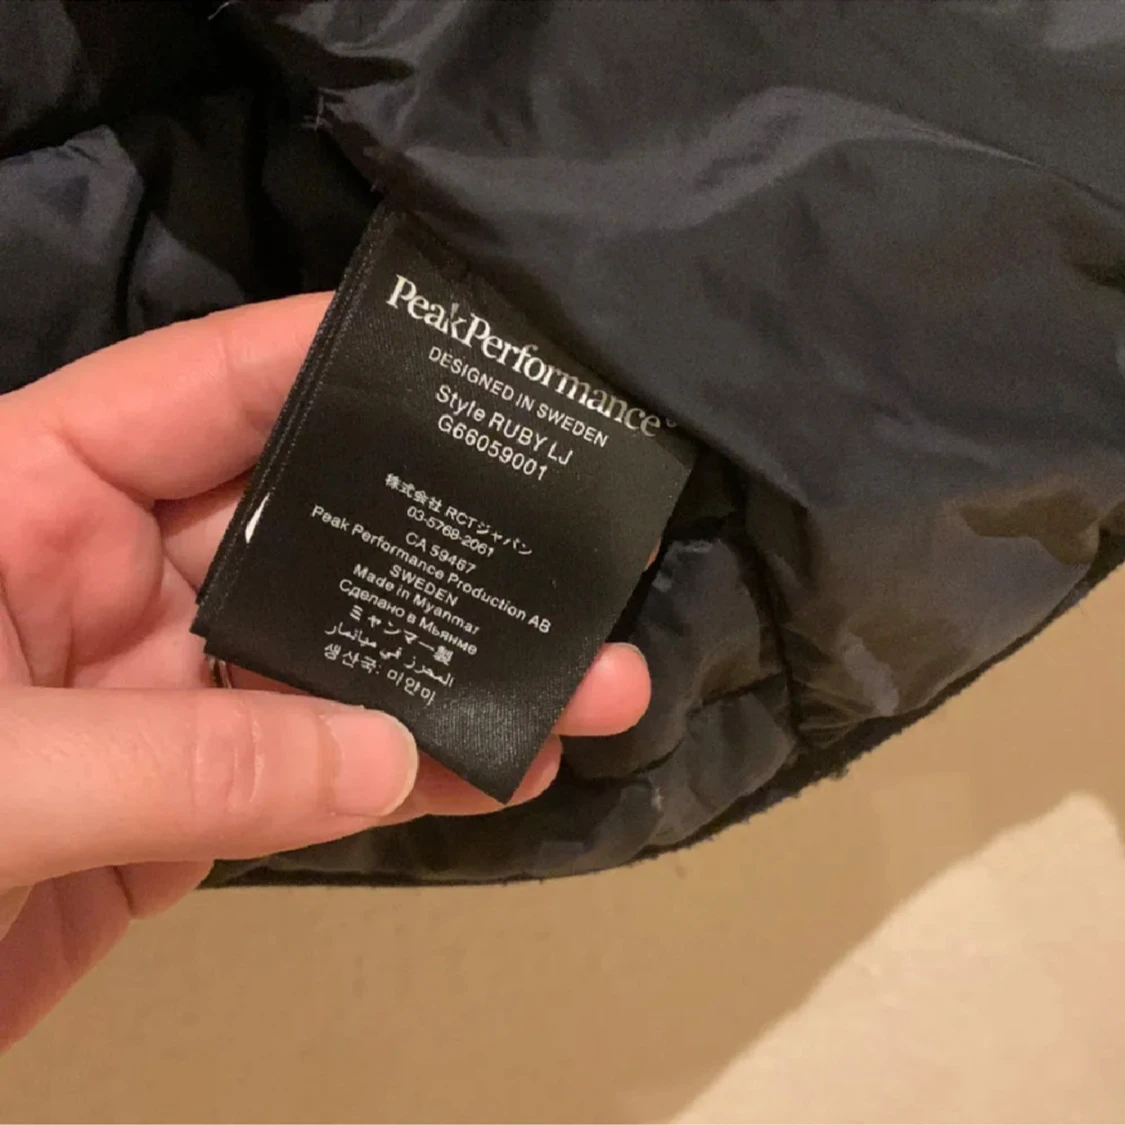 PeakPerformance®
DESIGNED IN SWEDEN
Style RUBY LJ
G66059001
株式会社 RCTジャパン
03-5768-2061
CA 59467
Peak Performance Production AB
SWEDEN
Made in Myanmar
Сделано в Мьянме
ミャンマー製
المحرز في ميانمار
생산국: 미얀마